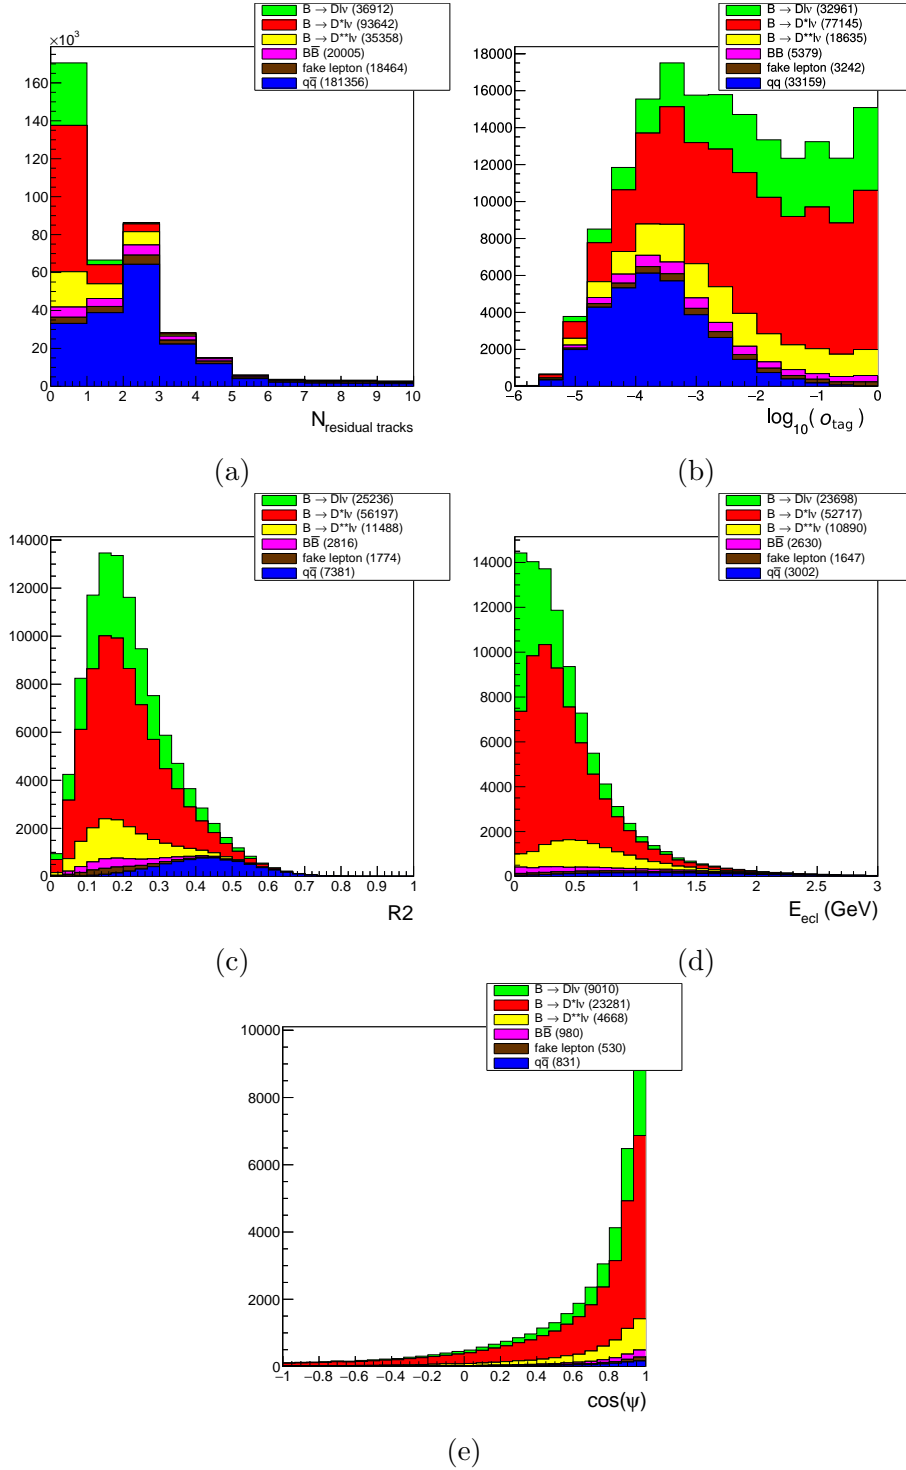 B → Dlν (36912)
B → D*lν (93642)
B → D**lν (35358)
BB̅ (20005)
fake lepton (18464)
qq̅ (181356)
×10³
160
140
120
100
80
60
40
20
0
0 1 2 3 4 5 6 7 8 9 10
N residual tracks
(a)
B → Dlν (32961)
B → D*lν (77145)
B → D**lν (18635)
BB (5379)
fake lepton (3242)
qq (33159)
18000
16000
14000
12000
10000
8000
6000
4000
2000
0
−6 −5 −4 −3 −2 −1 0
log₁₀(o_tag)
(b)
B → Dlν (25236)
B → D*lν (56197)
B → D**lν (11488)
BB̅ (2816)
fake lepton (1774)
qq̅ (7381)
14000
12000
10000
8000
6000
4000
2000
0
0 0.1 0.2 0.3 0.4 0.5 0.6 0.7 0.8 0.9 1
R2
(c)
B → Dlν (23698)
B → D*lν (52717)
B → D**lν (10890)
BB̅ (2630)
fake lepton (1647)
qq̅ (3002)
14000
12000
10000
8000
6000
4000
2000
0
0 0.5 1 1.5 2 2.5 3
E_ecl (GeV)
(d)
B → Dlν (9010)
B → D*lν (23281)
B → D**lν (4668)
BB̅ (980)
fake lepton (530)
qq̅ (831)
10000
8000
6000
4000
2000
0
−1 −0.8 −0.6 −0.4 −0.2 0 0.2 0.4 0.6 0.8 1
cos(ψ)
(e)